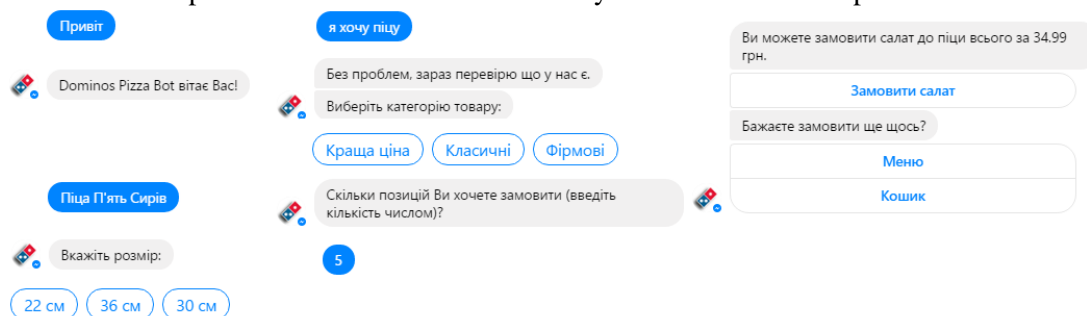 Привіт
Dominos Pizza Bot вітає Вас!
Піца П'ять Сирів
Вкажіть розмір:
22 см
36 см
30 см
я хочу піцу
Без проблем, зараз перевірю що у нас є.
Виберіть категорію товару:
Краща ціна
Класичні
Фірмові
Скільки позицій Ви хочете замовити (введіть
кількість числом)?
5
Ви можете замовити салат до піци всього за 34.99
грн.
Замовити салат
Бажаєте замовити ще щось?
Меню
Кошик